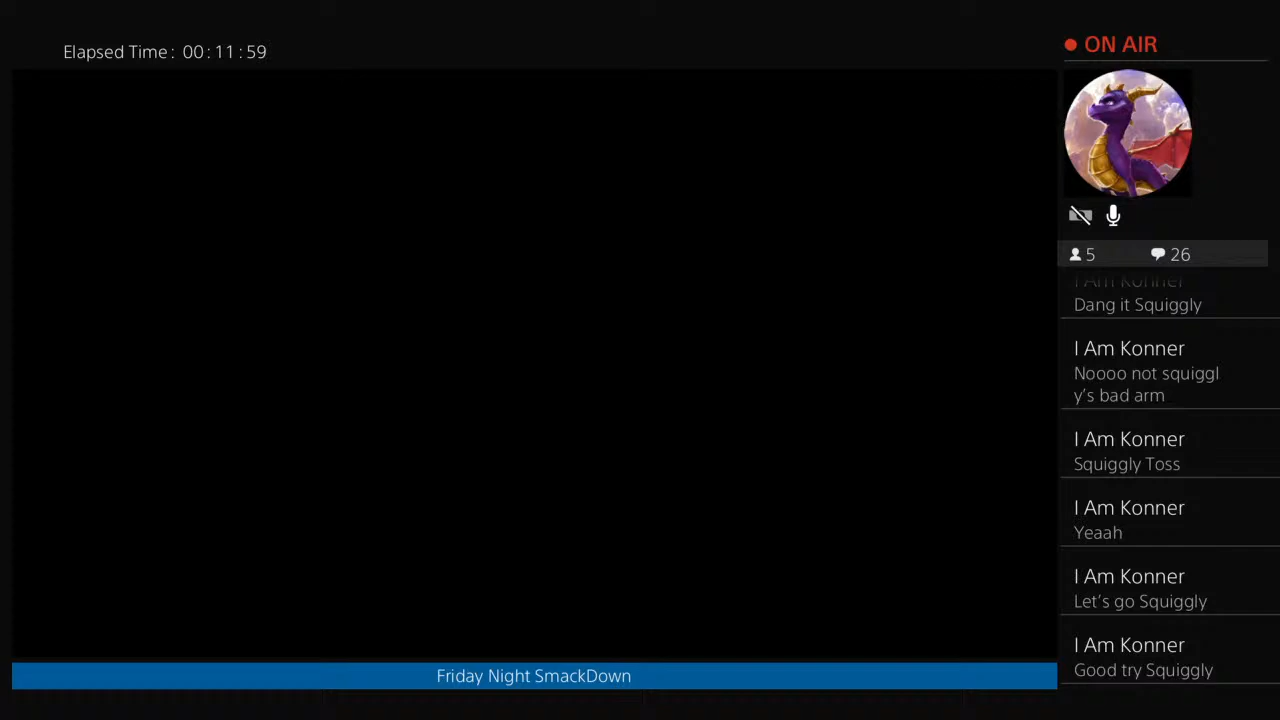 Elapsed Time: 00:11:59
ON AIR
5
26
I Am Konner
Dang it Squiggly
I Am Konner
Noooo not squiggl
y's bad arm
I Am Konner
Squiggly Toss
I Am Konner
Yeaah
I Am Konner
Let's go Squiggly
I Am Konner
Good try Squiggly
Friday Night SmackDown